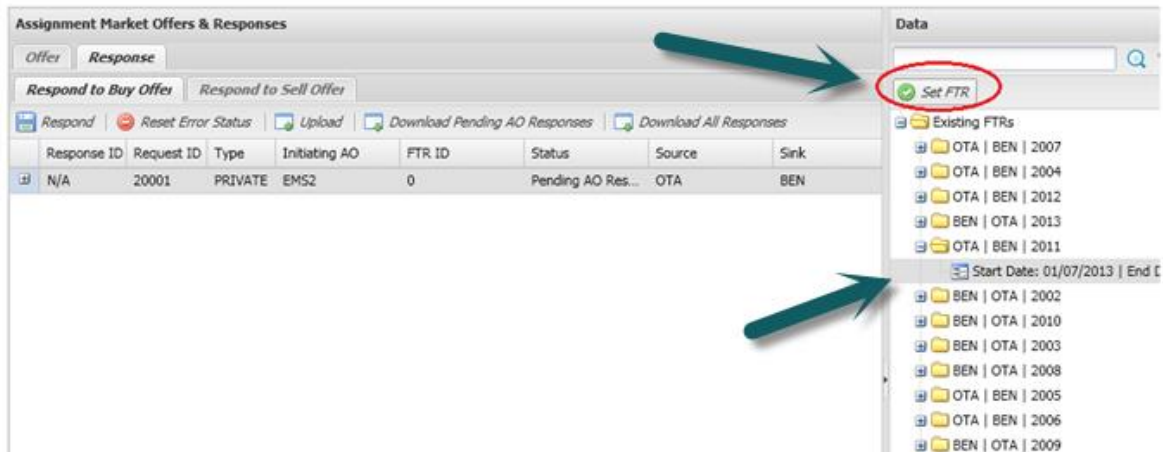 Assignment Market Offers & Responses
Offer Response
Respond to Buy Offer Respond to Sell Offer
Respond Reset Error Status Upload Download Pending AO Responses Download All Responses
Response ID Request ID Type Initiating AO FTR ID Status Source Sink
N/A 20001 PRIVATE EMS2 0 Pending AO Res... OTA BEN
Data
Set FTR
Existing FTRs
OTA | BEN | 2007
OTA | BEN | 2004
OTA | BEN | 2012
BEN | OTA | 2013
OTA | BEN | 2011
Start Date: 01/07/2013 | End
BEN | OTA | 2002
BEN | OTA | 2010
BEN | OTA | 2003
BEN | OTA | 2008
OTA | BEN | 2005
OTA | BEN | 2006
BEN | OTA | 2009